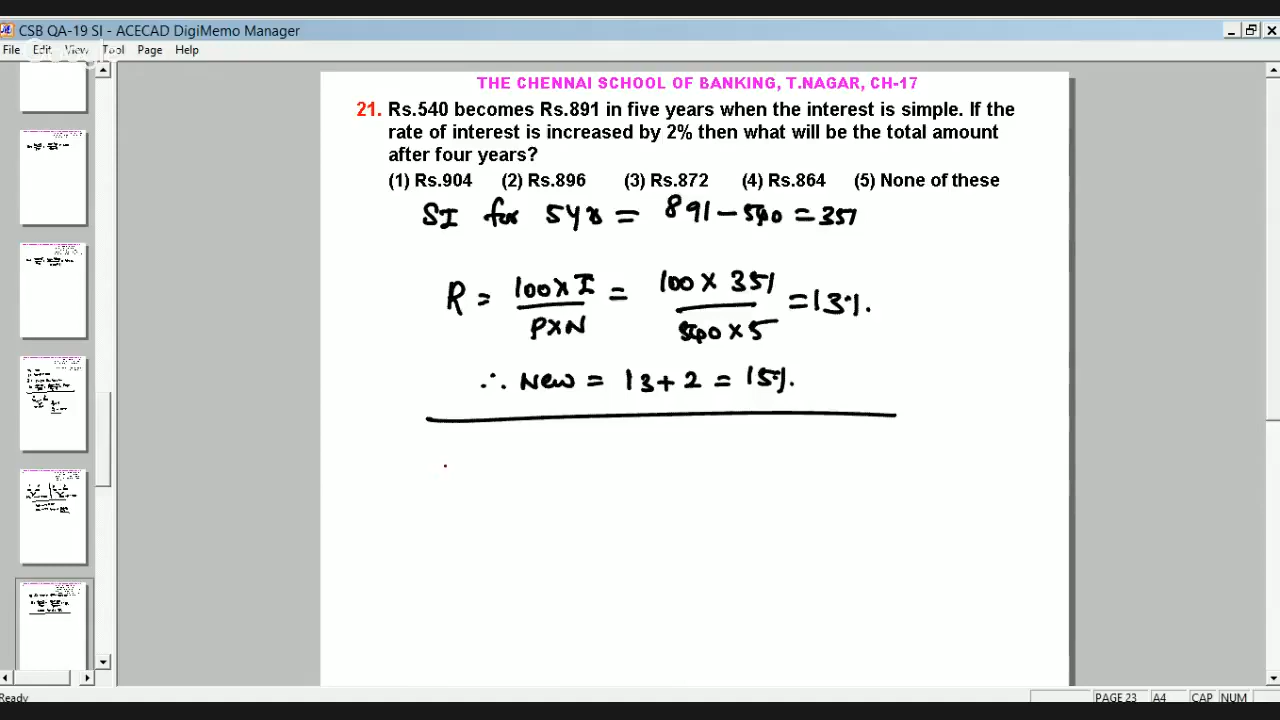 CSB QA-19 SI - ACECAD DigiMemo Manager
File Edit View Tool Page Help
THE CHENNAI SCHOOL OF BANKING, T.NAGAR, CH-17
21. Rs.540 becomes Rs.891 in five years when the interest is simple. If the
rate of interest is increased by 2% then what will be the total amount
after four years?
(1) Rs.904 (2) Rs.896 (3) Rs.872 (4) Rs.864 (5) None of these
SI for 5 Yrs = 891 - 540 = 351
R = 100 x I / P x N = 100 x 351 / 540 x 5 = 13%.
∴ New = 13 + 2 = 15%.
Ready PAGE 23 A4 CAP NUM